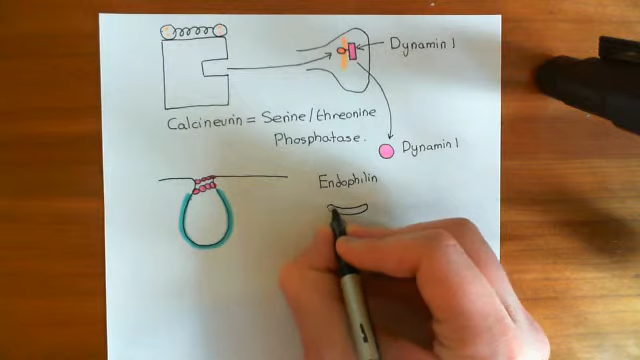 Dynamin 1
Calcineurin = Serine/threonine
Phosphatase.
Dynamin 1
Endophilin